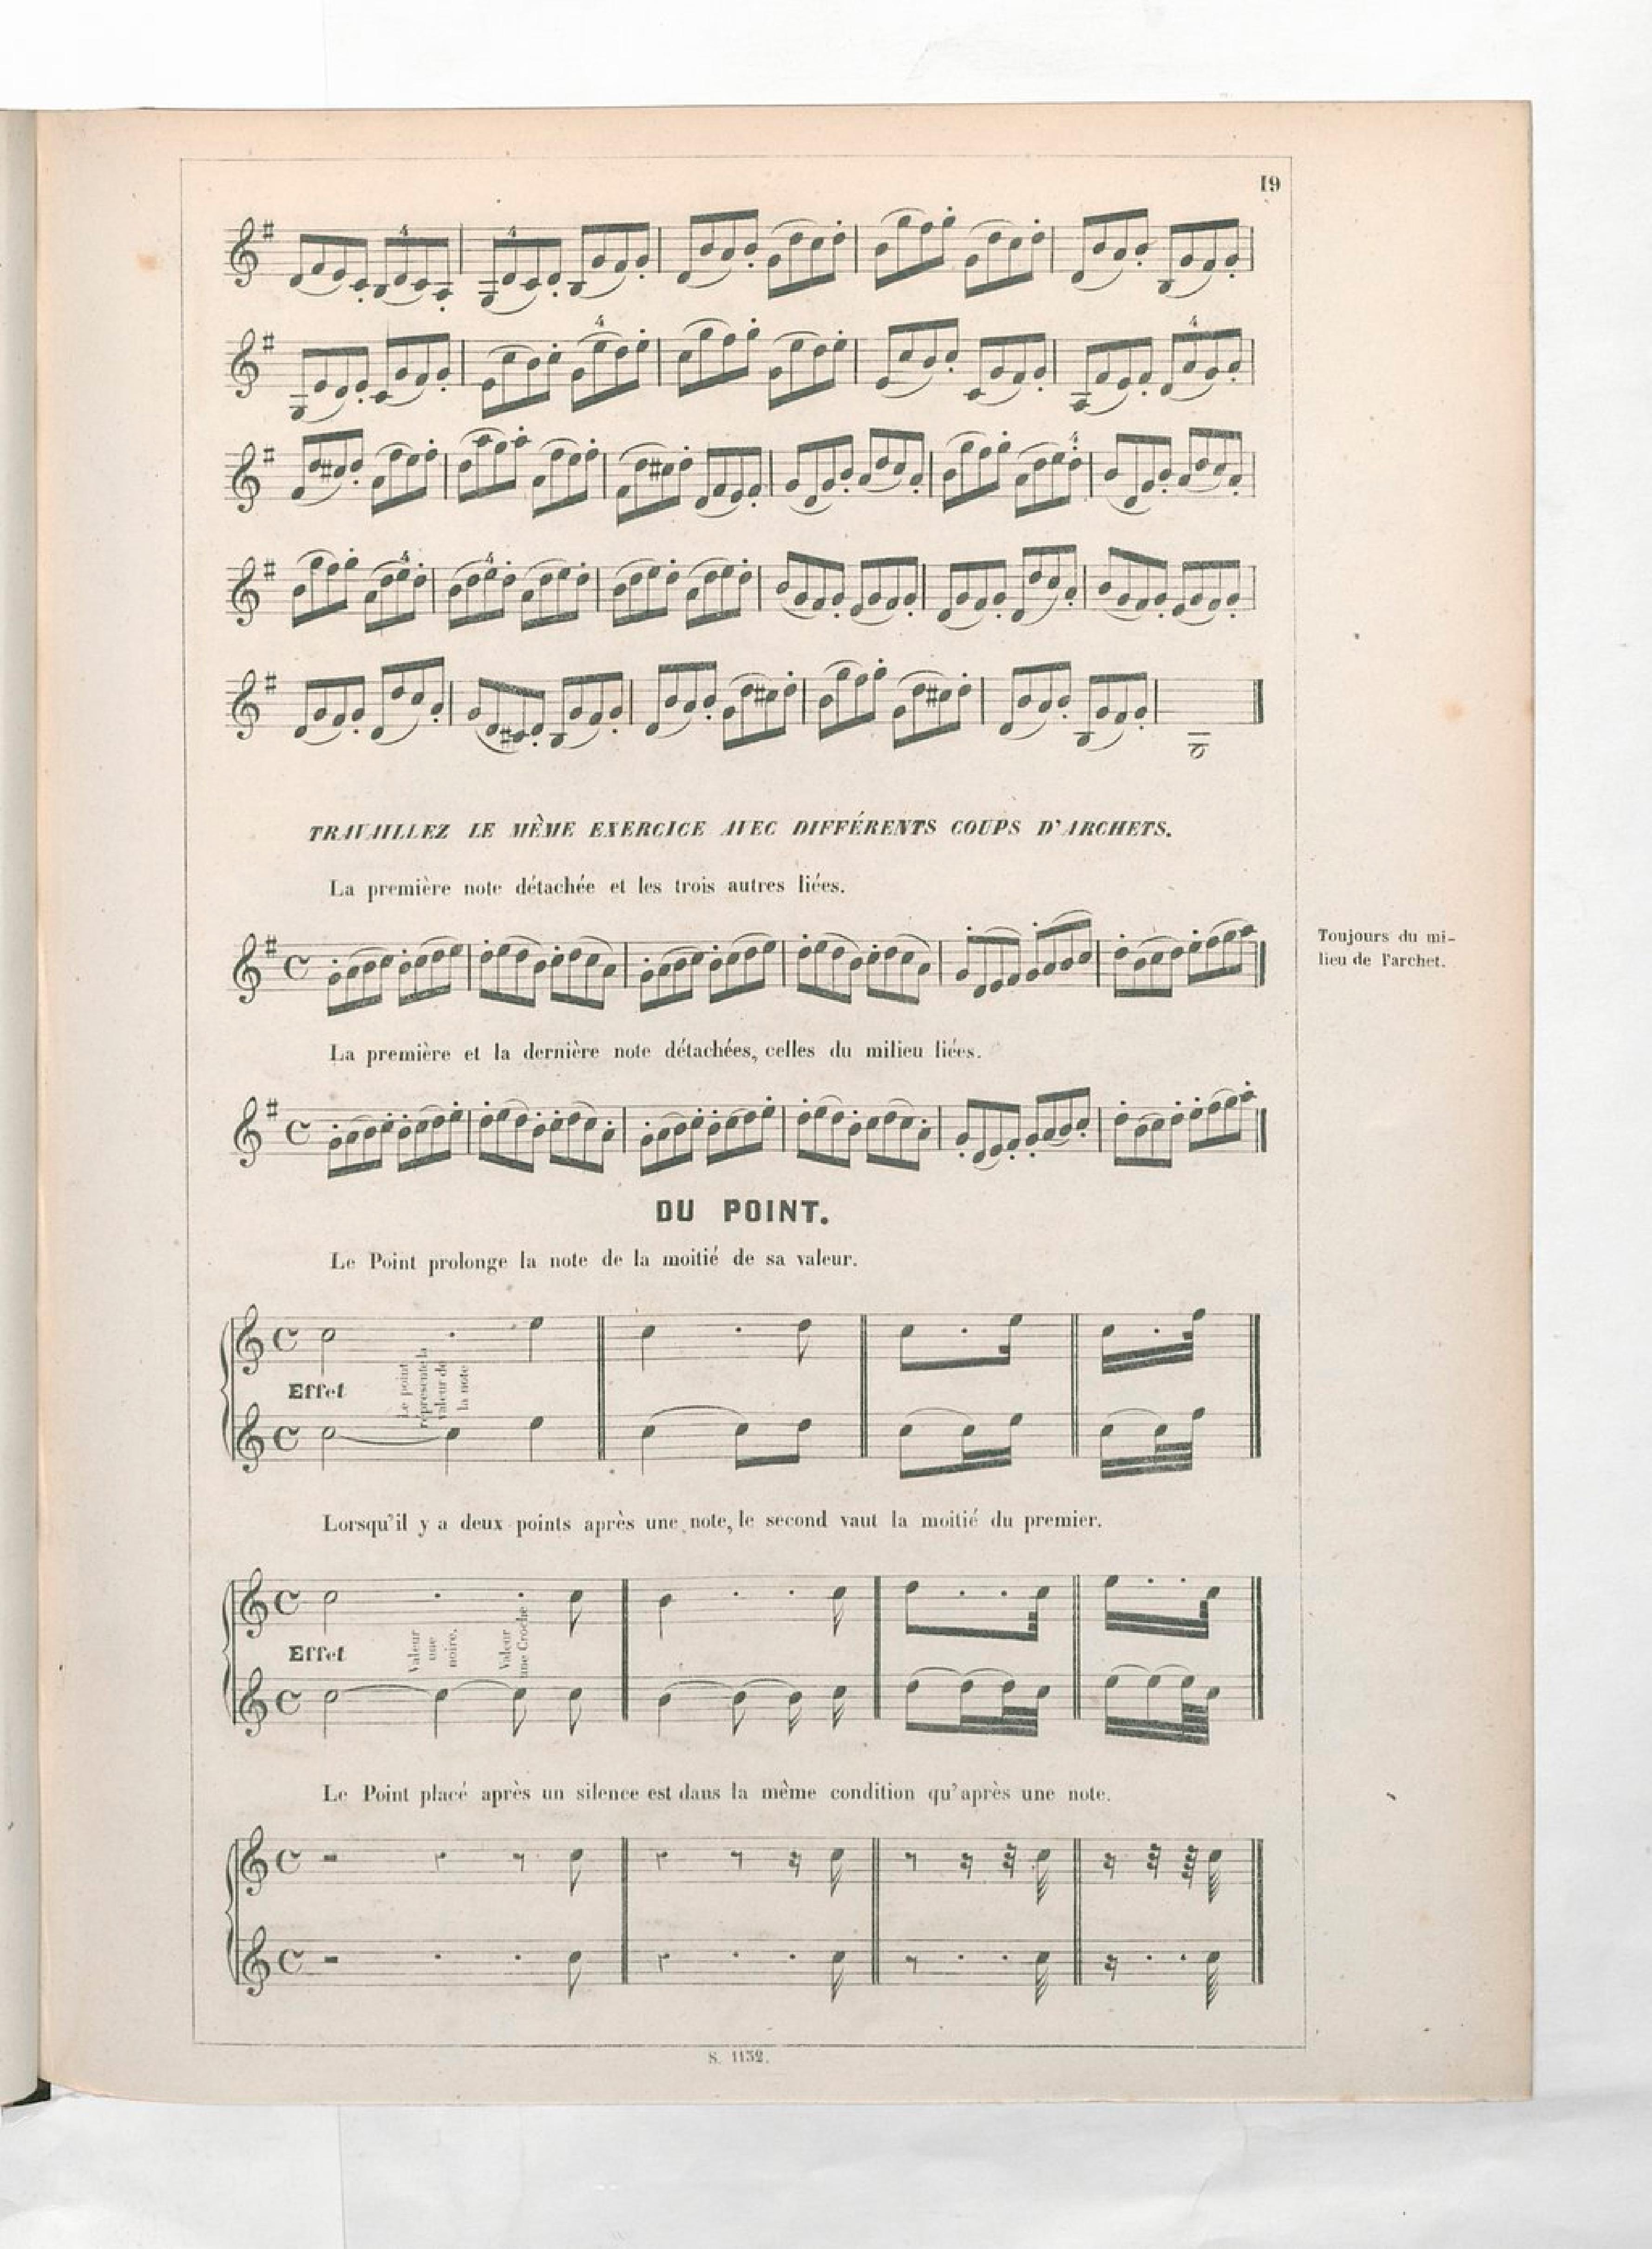 19
4
4
4
4
4
4
4
TRAVAILLEZ LE MÊME EXERCICE AVEC DIFFÉRENTS COUPS D'ARCHETS.
La première note détachée et les trois autres liées.
Toujours du mi-
lieu de l'archet.
La première et la dernière note détachées, celles du milieu liées.
DU POINT.
Le Point prolonge la note de la moitié de sa valeur.
Effet
Le point
représente la
valeur de
la note
Lorsqu'il y a deux points après une note, le second vaut la moitié du premier.
Effet
Valeur
une
noire.
Valeur
une Croche
Le Point placé après un silence est dans la même condition qu'après une note.
S. 1152.